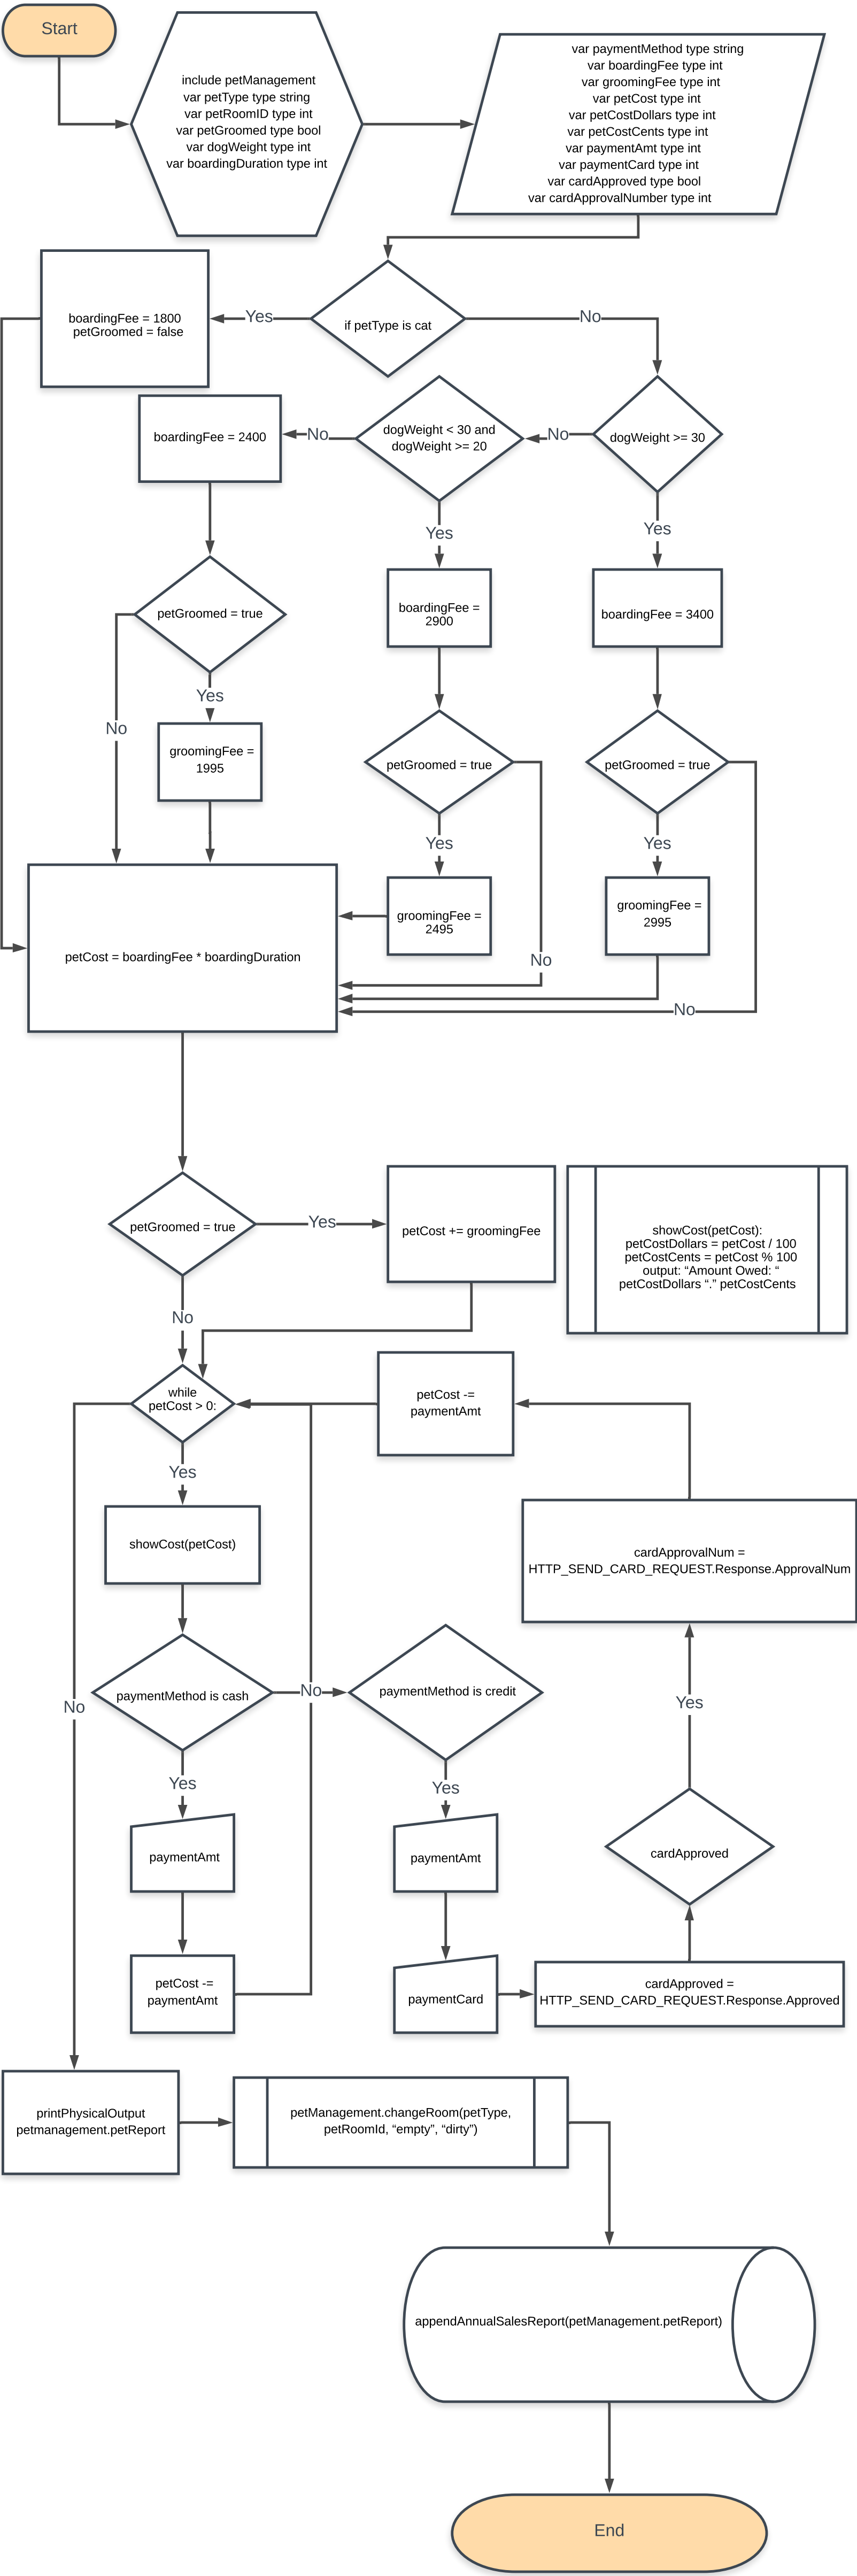 Start
include petManagement
var petType type string
var petRoomID type int
var petGroomed type bool
var dogWeight type int
var boardingDuration type int
var paymentMethod type string
var boardingFee type int
var groomingFee type int
var petCost type int
var petCostDollars type int
var petCostCents type int
var paymentAmt type int
var paymentCard type int
var cardApproved type bool
var cardApprovalNumber type int
boardingFee = 1800
petGroomed = false
Yes
if petType is cat
No
boardingFee = 2400
No
dogWeight < 30 and
dogWeight >= 20
No
dogWeight >= 30
Yes
Yes
boardingFee =
2900
boardingFee = 3400
petGroomed = true
Yes
No
groomingFee =
1995
petGroomed = true
petGroomed = true
Yes
Yes
groomingFee =
2495
groomingFee =
2995
petCost = boardingFee * boardingDuration
No
No
petGroomed = true
Yes
petCost += groomingFee
showCost(petCost):
petCostDollars = petCost / 100
petCostCents = petCost % 100
output: “Amount Owed: “
petCostDollars “.” petCostCents
No
while
petCost > 0:
petCost -=
paymentAmt
Yes
showCost(petCost)
cardApprovalNum =
HTTP_SEND_CARD_REQUEST.Response.ApprovalNum
No
paymentMethod is cash
No
paymentMethod is credit
Yes
Yes
Yes
paymentAmt
paymentAmt
cardApproved
petCost -=
paymentAmt
paymentCard
cardApproved =
HTTP_SEND_CARD_REQUEST.Response.Approved
printPhysicalOutput
petmanagement.petReport
petManagement.changeRoom(petType,
petRoomId, “empty”, “dirty”)
appendAnnualSalesReport(petManagement.petReport)
End